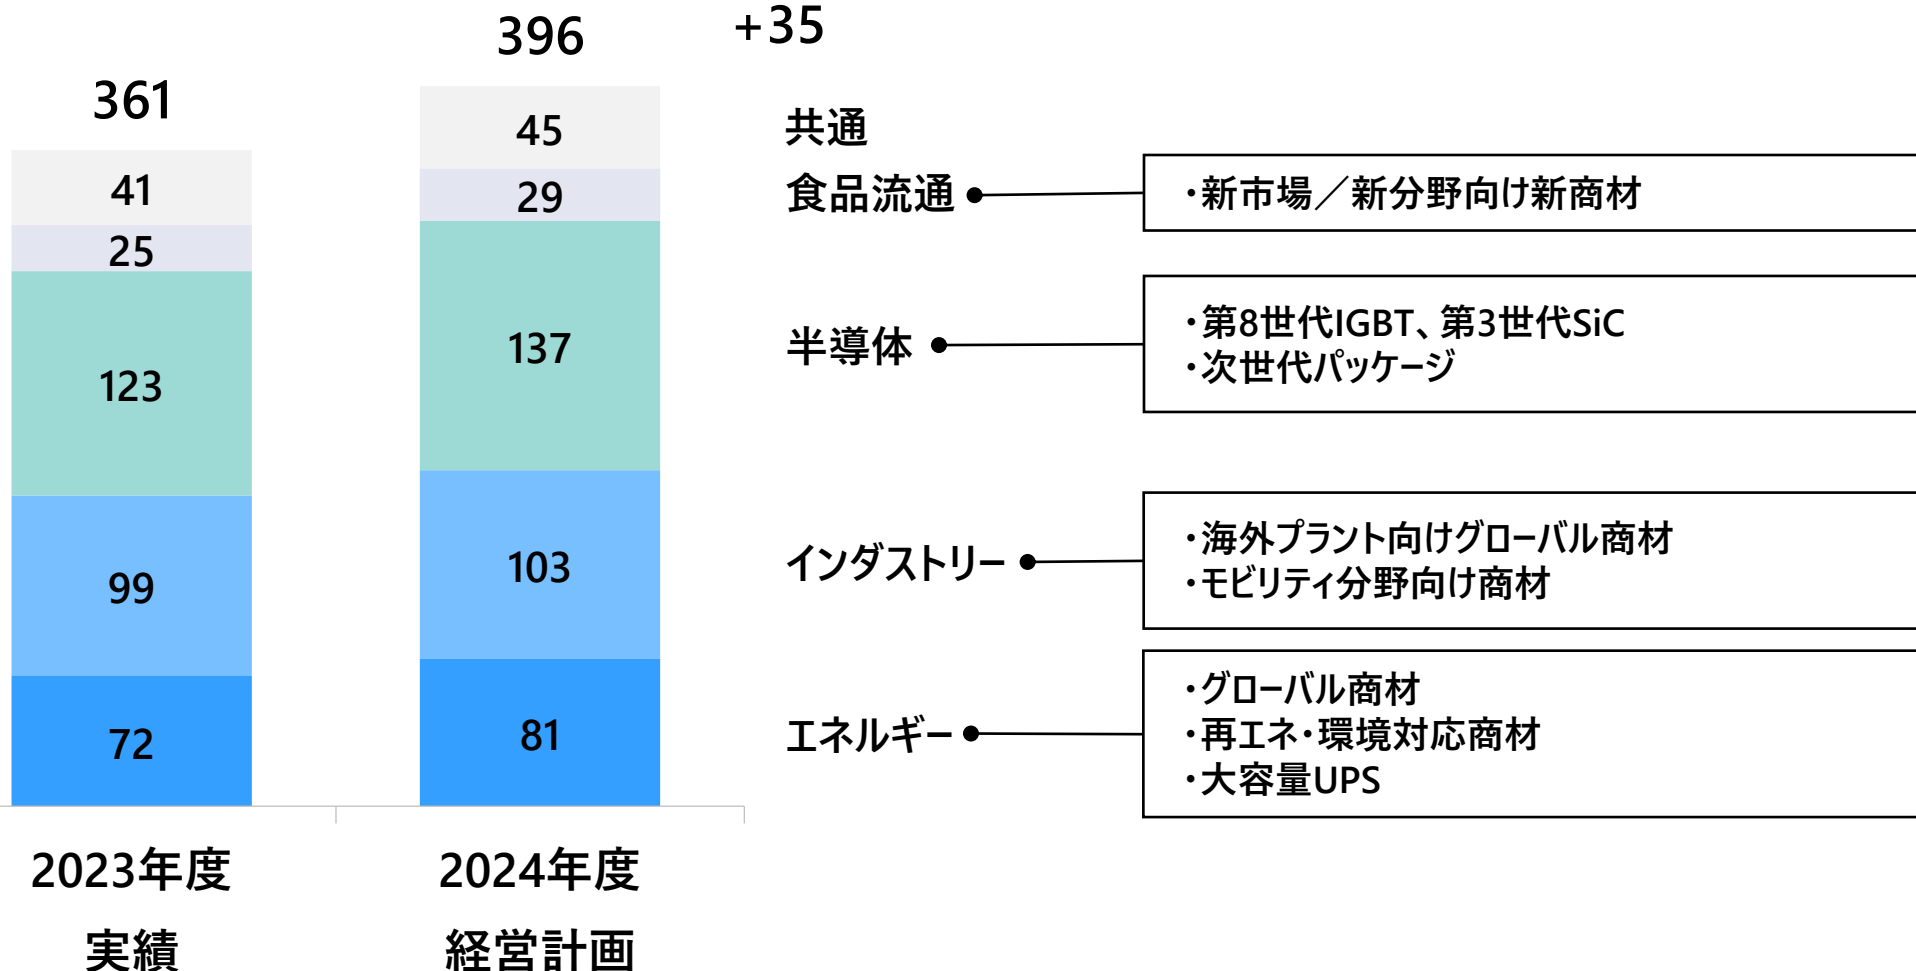 396
+35
361
45
共通
41
29
食品流通
・新市場／新分野向け新商材
25
137
半導体
・第8世代IGBT、第3世代SiC
・次世代パッケージ
123
103
インダストリー
・海外プラント向けグローバル商材
・モビリティ分野向け商材
99
81
エネルギー
・グローバル商材
・再エネ・環境対応商材
・大容量UPS
72
2023年度
実績
2024年度
経営計画